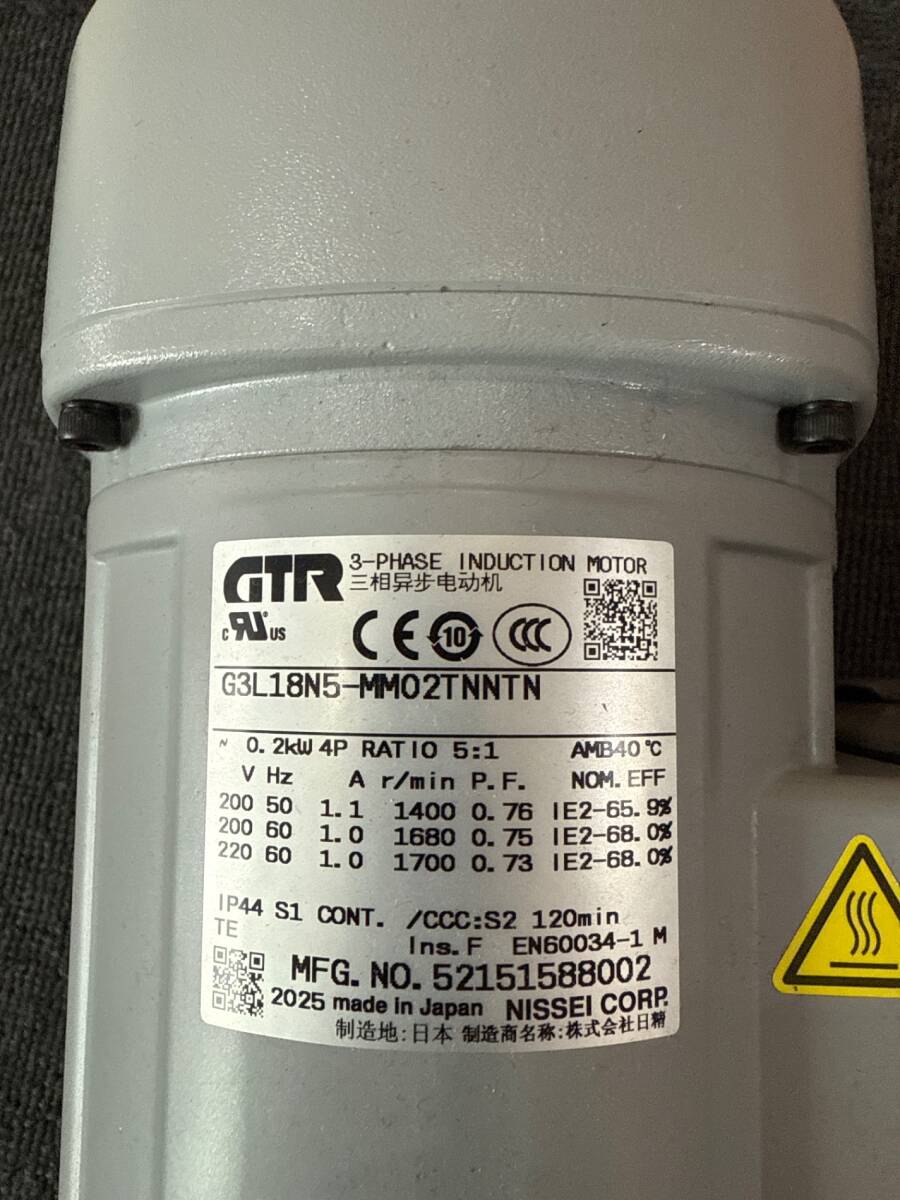 GTR 3-PHASE INDUCTION MOTOR
三相异步电动机
c RU US CE 10 CCC
G3L18N5-MM02TNNTN
~ 0.2kW 4P RATIO 5:1 AMB40℃
V Hz A r/min P.F. NOM.EFF
200 50 1.1 1400 0.76 IE2-65.9%
200 60 1.0 1680 0.75 IE2-68.0%
220 60 1.0 1700 0.73 IE2-68.0%
IP44 S1 CONT. /CCC:S2 120min
TE Ins.F EN60034-1 M
MFG.NO.52151588002
2025 made in Japan NISSEI CORP.
制造地:日本 制造商名称:株式会社日精